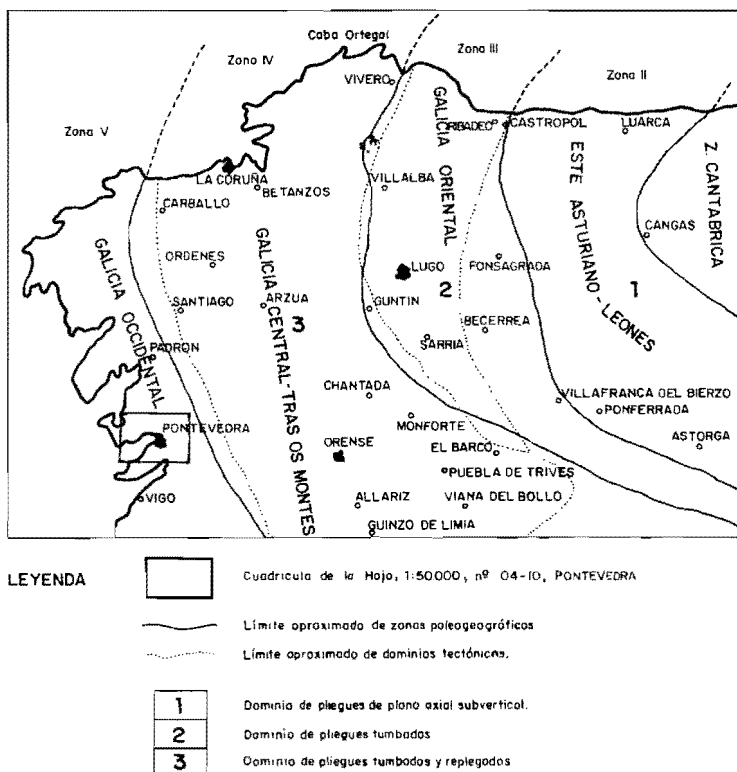 Caba Ortegal
Zona III
Zona IV
Zona II
Zona V
VIVERO
RIBADEO
CASTROPOL
LUARCA
LA CORUÑA
BETANZOS
VILLALBA
CARBALLO
GALICIA ORIENTAL
ESTE ASTURIANO-LEONES
Z. CANTABRICA
CANGAS
GALICIA OCCIDENTAL
ORDENES
GALICIA CENTRAL-TRAS OS MONTES
LUGO
FONSAGRADA
1
2
3
SANTIAGO
ARZUA
GUNTIN
BECERREA
SARRIA
PADRON
CHANTADA
VILLAFRANCA DEL BIERZO
PONFERRADA
MONFORTE
PONTEVEDRA
ORENSE
EL BARCO
ASTORGA
PUEBLA DE TRIVES
VIGO
ALLARIZ
VIANA DEL BOLLO
GUINZO DE LIMIA
LEYENDA
Cuadricula de la Hoja, 1:50000, nº 04-10, PONTEVEDRA
Límite aproximado de zonas paleogeográficas
Límite aproximado de dominios tectónicos.
1 Dominio de pliegues de plano axial subvertical.
2 Dominio de pliegues tumbados
3 Dominio de pliegues tumbados y replegados